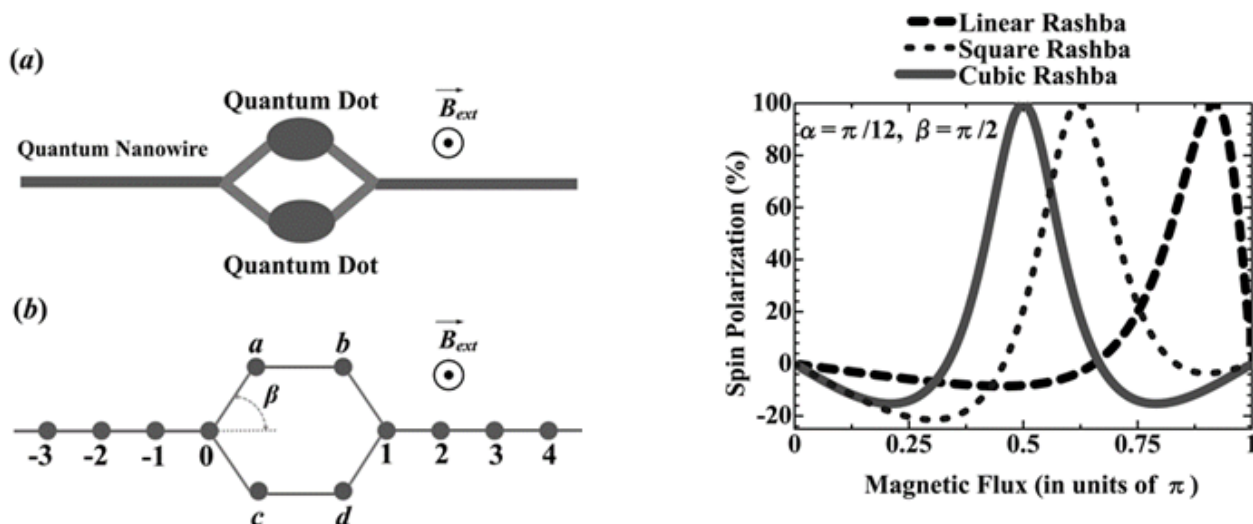 (a)
Quantum Dot
B_ext
Quantum Nanowire
Quantum Dot
(b)
a b
B_ext
β
-3 -2 -1 0 1 2 3 4
c d
Linear Rashba
Square Rashba
Cubic Rashba
α = π/12, β = π/2
Spin Polarization (%)
100
80
60
40
20
0
-20
0 0.25 0.5 0.75 1
Magnetic Flux (in units of π)